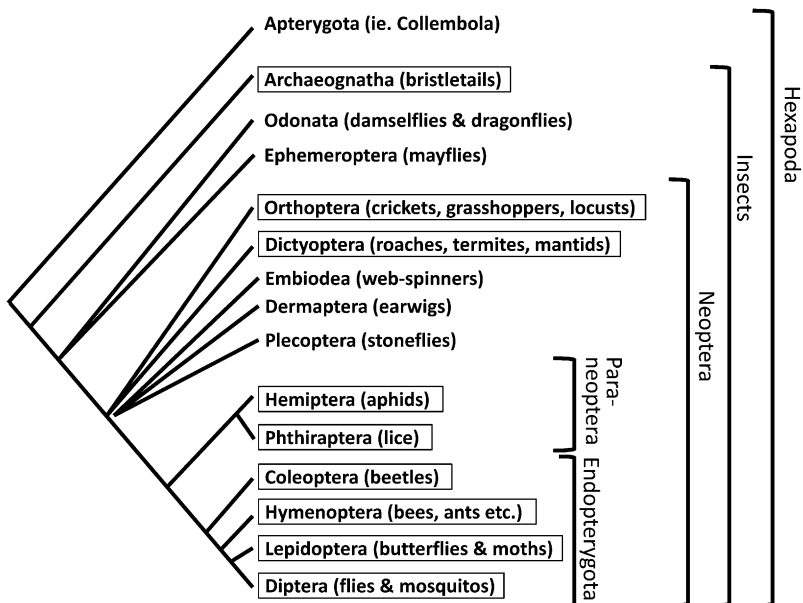 Apterygota (ie. Collembola)
Archaeognatha (bristletails)
Odonata (damselflies & dragonflies)
Ephemeroptera (mayflies)
Orthoptera (crickets, grasshoppers, locusts)
Dictyoptera (roaches, termites, mantids)
Embiodea (web-spinners)
Dermaptera (earwigs)
Plecoptera (stoneflies)
Hemiptera (aphids)
Phthiraptera (lice)
Coleoptera (beetles)
Hymenoptera (bees, ants etc.)
Lepidoptera (butterflies & moths)
Diptera (flies & mosquitos)
Para-
neoptera
Endopterygota
Neoptera
Insects
Hexapoda